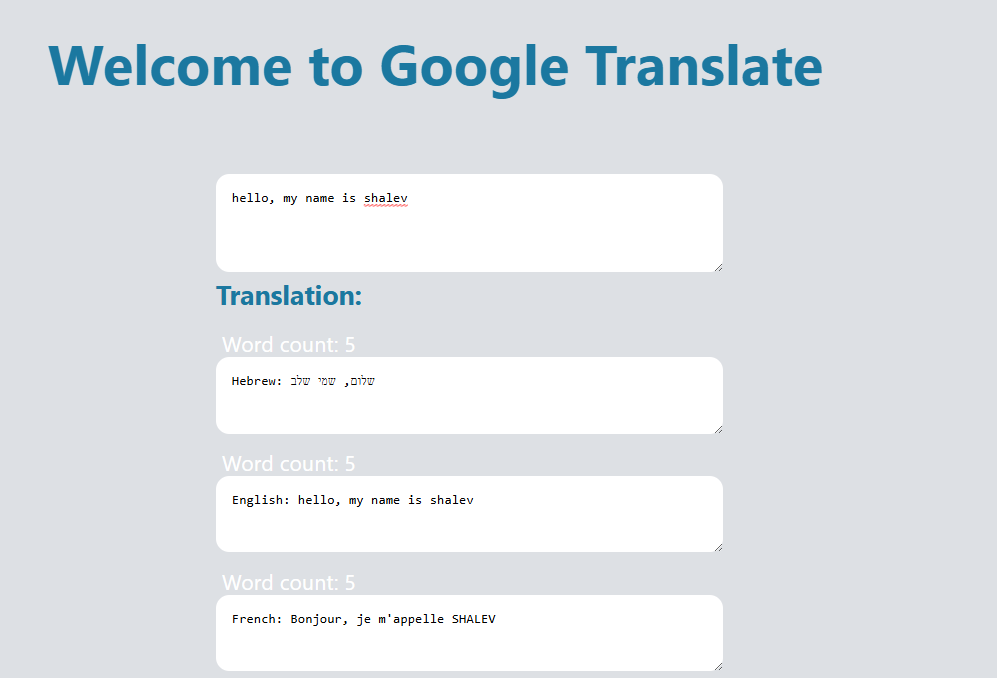 Welcome to Google Translate
hello, my name is shalev
Translation:
Word count: 5
Hebrew: שלום, שמי שלב
Word count: 5
English: hello, my name is shalev
Word count: 5
French: Bonjour, je m'appelle SHALEV